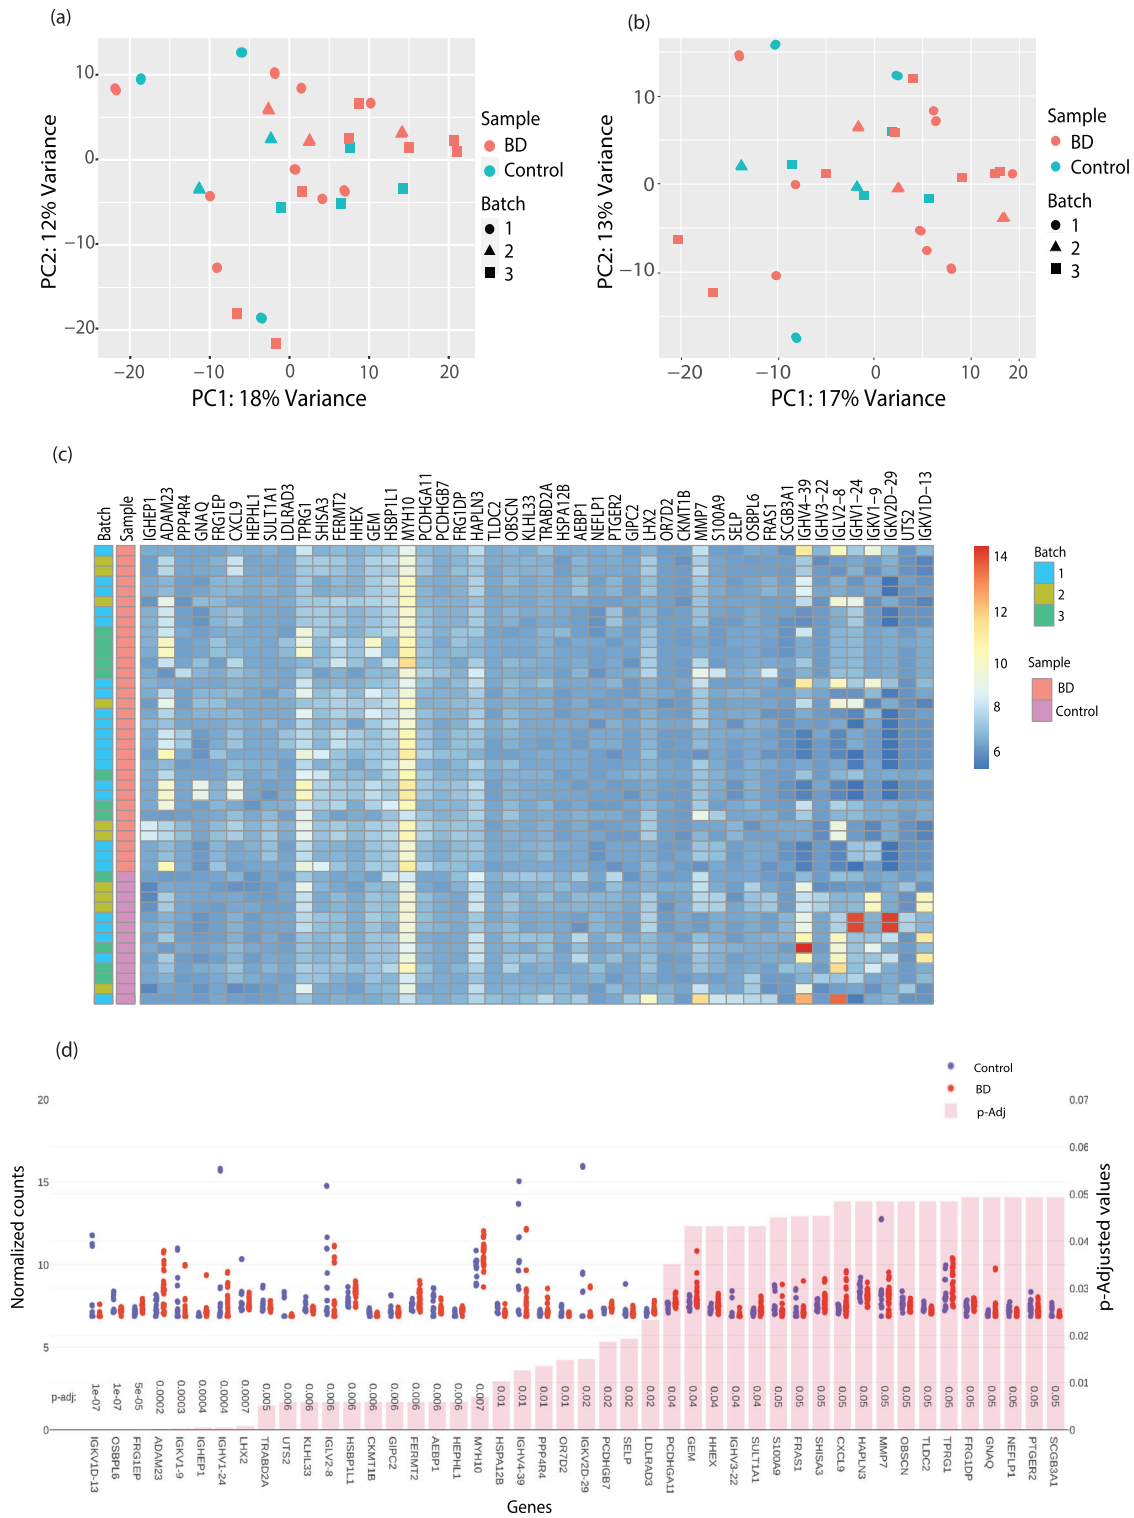 (a)
10
0
−10
−20
−20 −10 0 10 20
PC2: 12% Variance
PC1: 18% Variance
Sample
BD
Control
Batch
1
2
3
(b)
10
0
−10
−20 −10 0 10 20
PC2: 13% Variance
PC1: 17% Variance
Sample
BD
Control
Batch
1
2
3
(c)
Batch
Sample
IGHEP1
ADAM23
PPP4R4
GNAQ
FRG1EP
CXCL9
HEPHL1
SULT1A1
LDLRAD3
TPRG1
SHISA3
FERMT2
HHEX
GEM
HSBP1L1
MYH10
PCDHGA11
PCDHGB7
FRG1DP
HAPLN3
TLDC2
OBSCN
KLHL33
TRABD2A
HSPA12B
AEBP1
NEFLP1
PTGER2
GIPC2
LHX2
OR7D2
CKMT1B
MMP7
S100A9
SELP
OSBPL6
FRAS1
SCGB3A1
IGHV4−39
IGHV3−22
IGLV2−8
IGHV1−24
IGKV1−9
IGKV2D−29
UTS2
IGKV1D−13
14
12
10
8
6
Batch
1
2
3
Sample
BD
Control
(d)
Control
BD
p-Adj
20
15
10
5
0
Normalized counts
0.07
0.06
0.05
0.04
0.03
0.02
0.01
0
p-Adjusted values
p-adj:
1e-07
1e-07
5e-05
0.0002
0.0003
0.0004
0.0004
0.0007
0.005
0.006
0.006
0.006
0.006
0.006
0.006
0.006
0.006
0.006
0.007
0.01
0.01
0.01
0.01
0.02
0.02
0.02
0.02
0.04
0.04
0.04
0.04
0.04
0.05
0.05
0.05
0.05
0.05
0.05
0.05
0.05
0.05
0.05
0.05
0.05
0.05
0.05
IGKV1D-13
OSBPL6
FRG1EP
ADAM23
IGKV1-9
IGHEP1
IGHV1-24
LHX2
TRABD2A
UTS2
KLHL33
IGLV2-8
HSBP1L1
CKMT1B
GIPC2
FERMT2
AEBP1
HEPHL1
MYH10
HSPA12B
IGHV4-39
PPP4R4
OR7D2
IGKV2D-29
PCDHGB7
SELP
LDLRAD3
PCDHGA11
GEM
HHEX
IGHV3-22
SULT1A1
S100A9
FRAS1
SHISA3
CXCL9
HAPLN3
MMP7
OBSCN
TLDC2
TPRG1
FRG1DP
GNAQ
NEFLP1
PTGER2
SCGB3A1
Genes